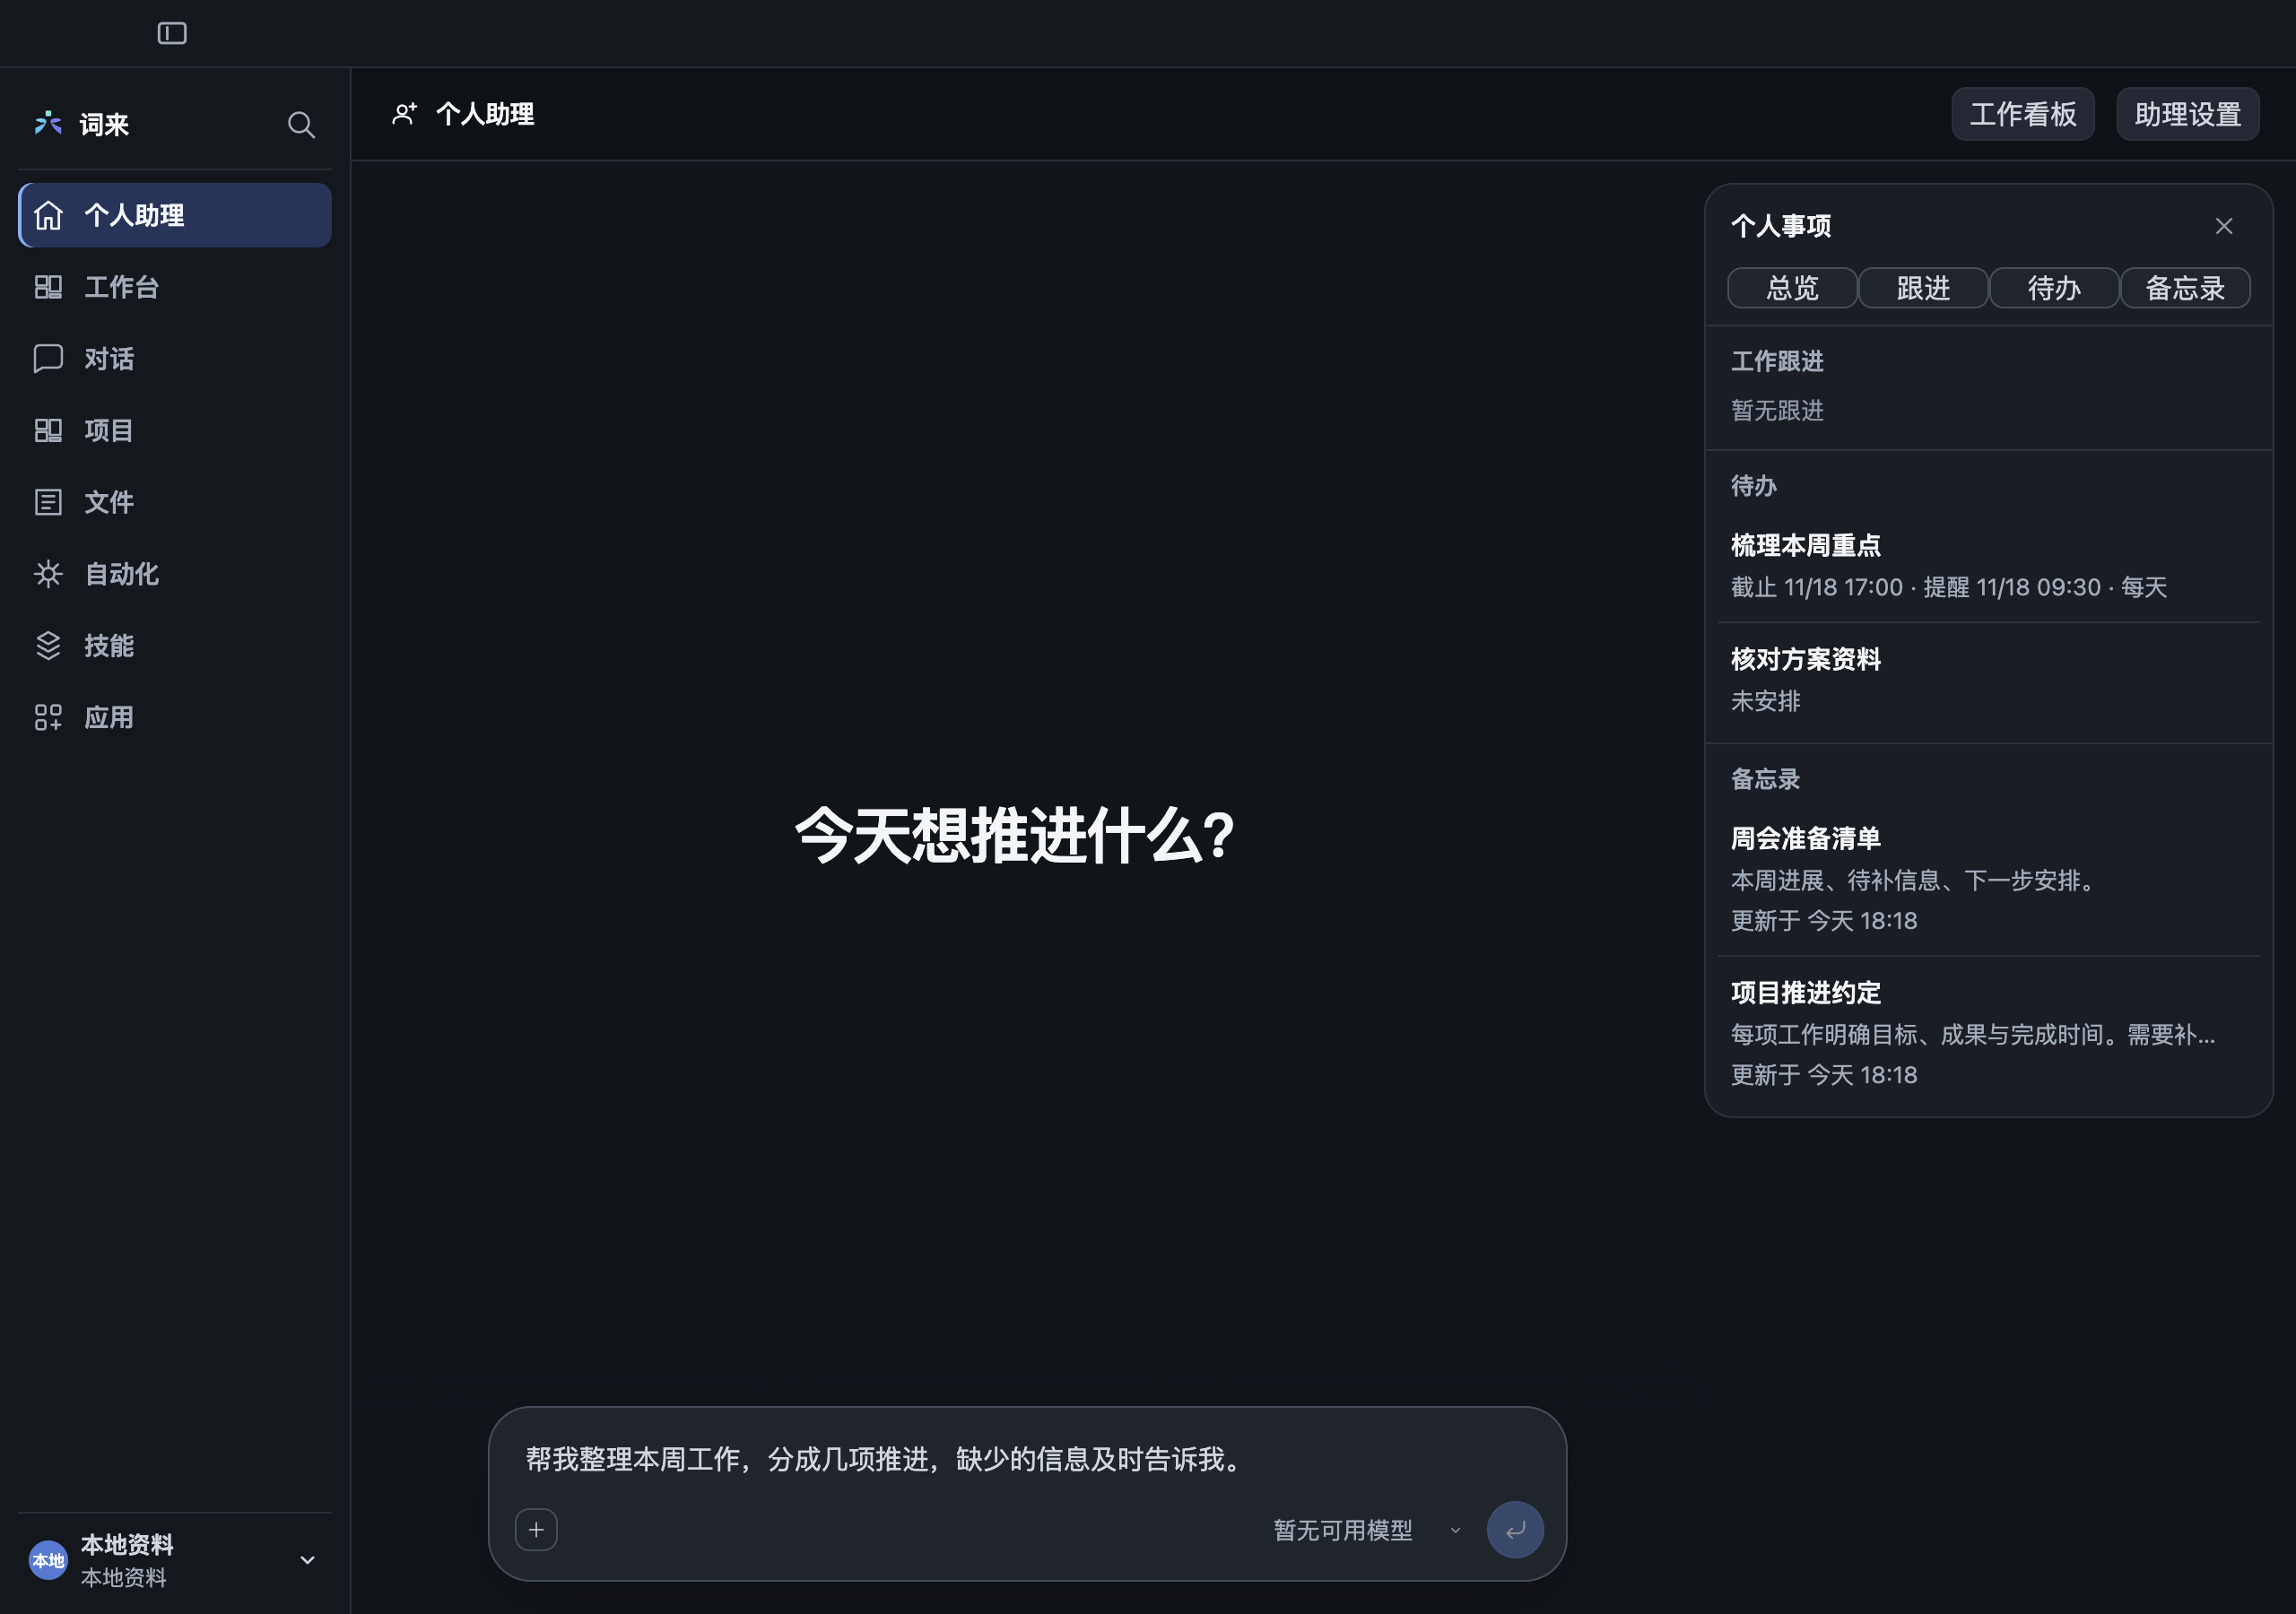 词来
个人助理
工作台
对话
项目
文件
自动化
技能
应用
本地
本地资料
本地资料
个人助理
工作看板
助理设置
今天想推进什么?
帮我整理本周工作，分成几项推进，缺少的信息及时告诉我。
暂无可用模型
个人事项
总览
跟进
待办
备忘录
工作跟进
暂无跟进
待办
梳理本周重点
截止 11/18 17:00 · 提醒 11/18 09:30 · 每天
核对方案资料
未安排
备忘录
周会准备清单
本周进展、待补信息、下一步安排。
更新于 今天 18:18
项目推进约定
每项工作明确目标、成果与完成时间。需要补...
更新于 今天 18:18